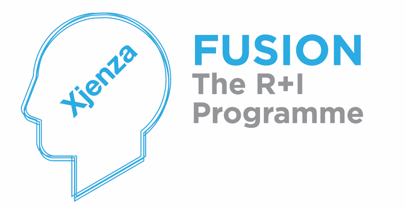 Xjenza
FUSION
The R+I
Programme